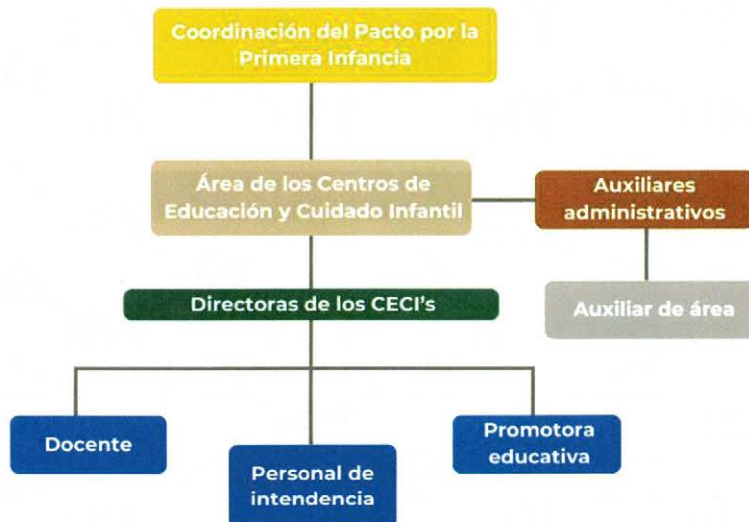 Coordinación del Pacto por la
Primera Infancia
Área de los Centros de
Educación y Cuidado Infantil
Auxiliares
administrativos
Directoras de los CECI's
Auxiliar de área
Docente
Personal de
intendencia
Promotora
educativa